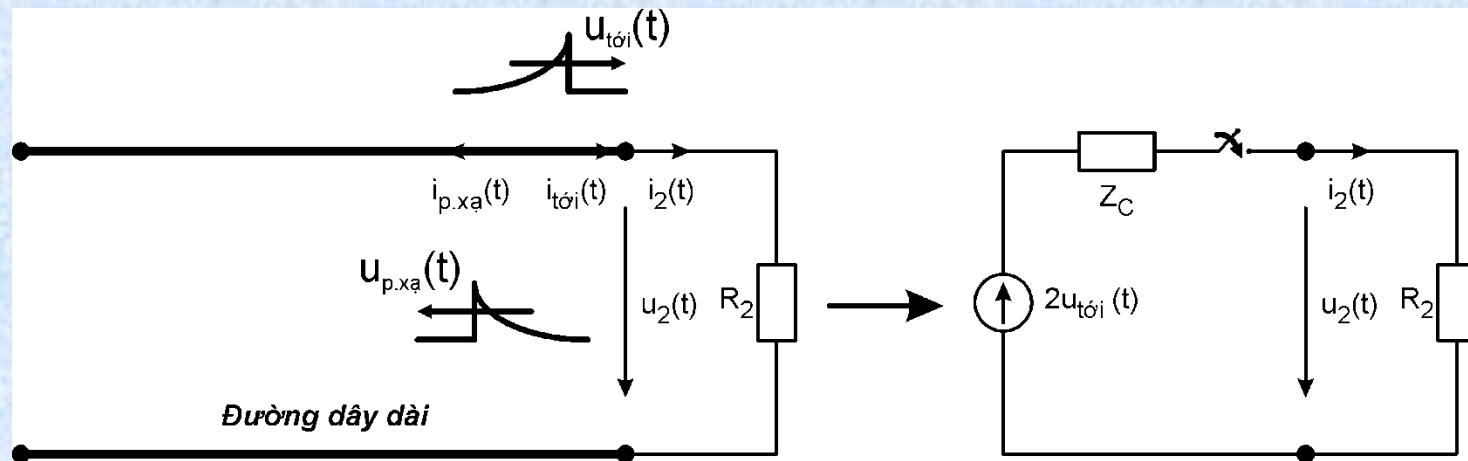 u_tới(t)
i_p.xạ(t) i_tới(t) i_2(t)
u_p.xạ(t)
u_2(t)
R_2
Đường dây dài
Z_C
i_2(t)
2u_tới (t)
u_2(t)
R_2